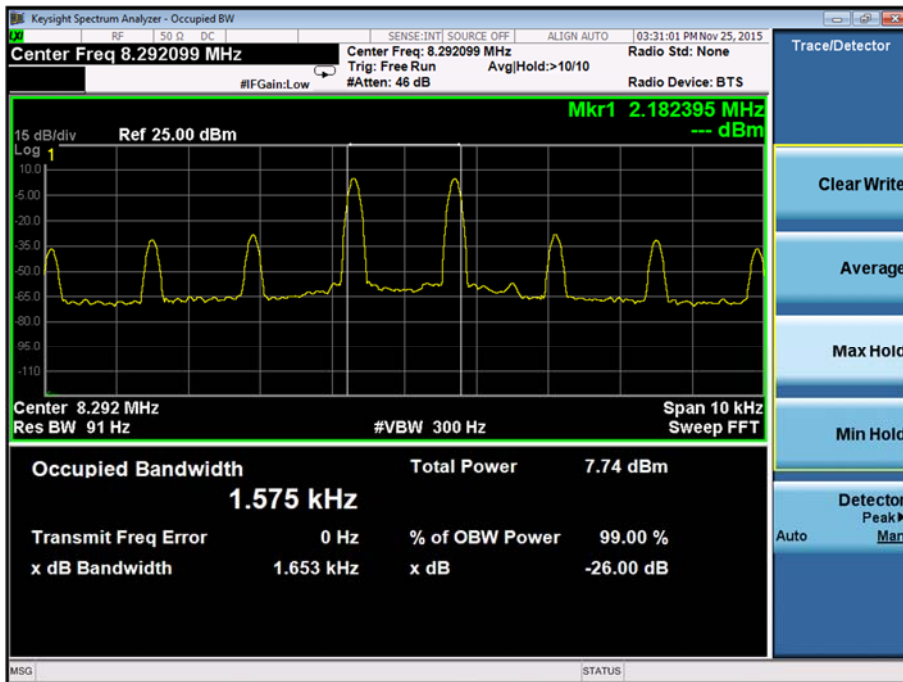 Keysight Spectrum Analyzer - Occupied BW
LXI
RF 50 Ω DC SENSE:INT SOURCE OFF ALIGN AUTO 03:31:01 PM Nov 25, 2015
Center Freq 8.292099 MHz
Center Freq: 8.292099 MHz
Radio Std: None
Trig: Free Run Avg|Hold:>10/10
#IFGain:Low
#Atten: 46 dB
Radio Device: BTS
Mkr1 2.182395 MHz
--- dBm
15 dB/div Ref 25.00 dBm
Log
1
10.0
-5.00
-20.0
-35.0
-50.0
-65.0
-80.0
-95.0
-110
Center 8.292 MHz Span 10 kHz
Res BW 91 Hz #VBW 300 Hz Sweep FFT
Occupied Bandwidth Total Power 7.74 dBm
1.575 kHz
Transmit Freq Error 0 Hz % of OBW Power 99.00 %
x dB Bandwidth 1.653 kHz x dB -26.00 dB
MSG STATUS
Trace/Detector
Clear Write
Average
Max Hold
Min Hold
Detector
Peak
Auto Man